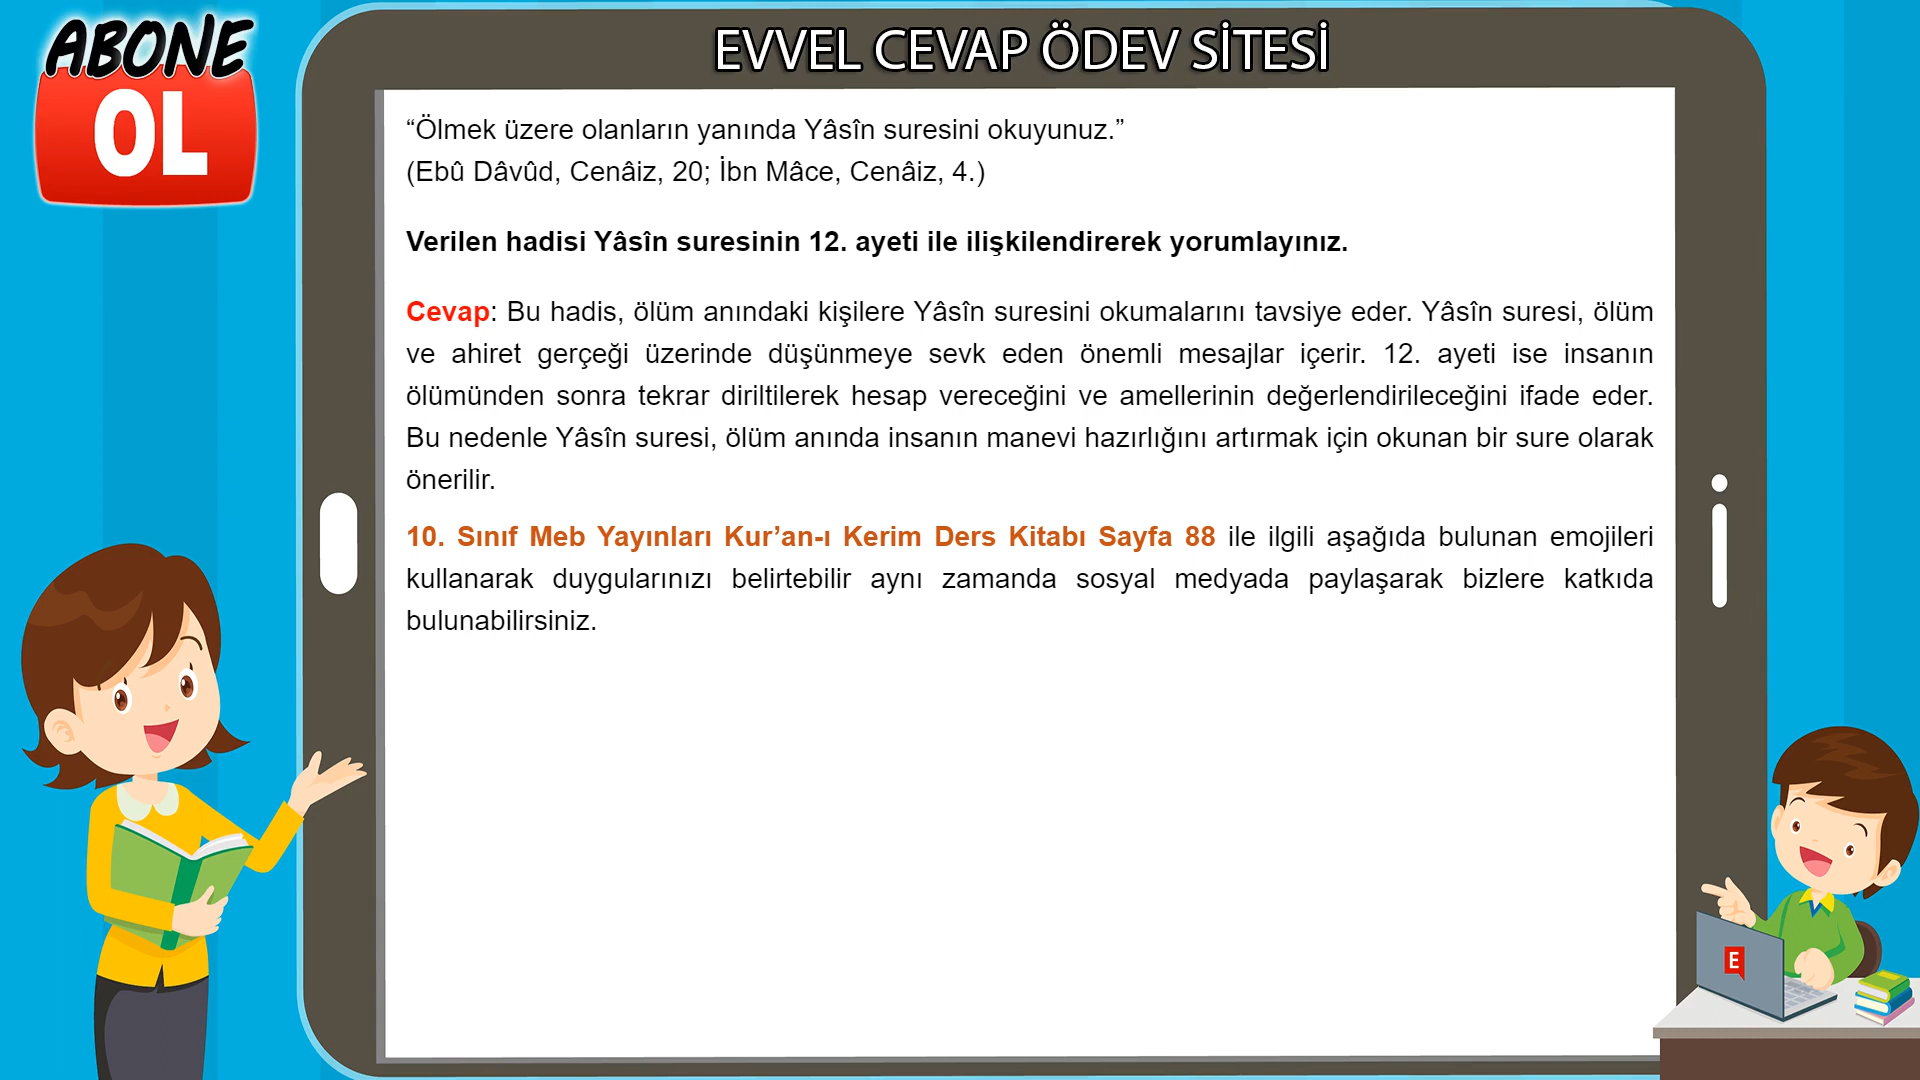 ABONE
OL
EVVEL CEVAP ÖDEV SİTESİ
“Ölmek üzere olanların yanında Yâsîn suresini okuyunuz.”
(Ebû Dâvûd, Cenâiz, 20; İbn Mâce, Cenâiz, 4.)
Verilen hadisi Yâsîn suresinin 12. ayeti ile ilişkilendirerek yorumlayınız.
Cevap: Bu hadis, ölüm anındaki kişilere Yâsîn suresini okumalarını tavsiye eder. Yâsîn suresi, ölüm
ve ahiret gerçeği üzerinde düşünmeye sevk eden önemli mesajlar içerir. 12. ayeti ise insanın
ölümünden sonra tekrar diriltilerek hesap vereceğini ve amellerinin değerlendirileceğini ifade eder.
Bu nedenle Yâsîn suresi, ölüm anında insanın manevi hazırlığını artırmak için okunan bir sure olarak
önerilir.
10. Sınıf Meb Yayınları Kur’an-ı Kerim Ders Kitabı Sayfa 88 ile ilgili aşağıda bulunan emojileri
kullanarak duygularınızı belirtebilir aynı zamanda sosyal medyada paylaşarak bizlere katkıda
bulunabilirsiniz.
E